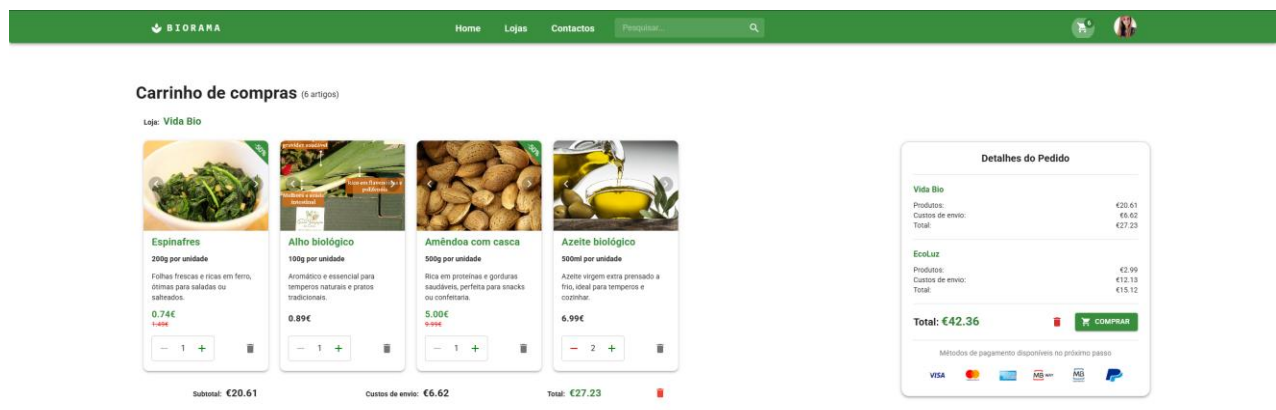 BIORAMA
Home Lojas Contactos Pesquisar...
Carrinho de compras (6 artigos)
Loja: Vida Bio
-50%
-50%
Espinafres
200g por unidade
Folhas frescas e ricas em ferro,
ótimas para saladas ou
salteados.
0.74€
1.49€
1
Alho biológico
100g por unidade
Aromático e essencial para
temperos naturais e pratos
tradicionais.
0.89€
1
Amêndoa com casca
500g por unidade
Rica em proteínas e gorduras
saudáveis, perfeita para snacks
ou confeitaria.
5.00€
9.99€
1
Azeite biológico
500ml por unidade
Azeite virgem extra prensado a
frio, ideal para temperos e
cozinhar.
6.99€
2
Subtotal: €20.61 Custos de envio: €6.62 Total: €27.23
Detalhes do Pedido
Vida Bio
Produtos: €20.61
Custos de envio: €6.62
Total: €27.23
EcoLuz
Produtos: €2.99
Custos de envio: €12.13
Total: €15.12
Total: €42.36 COMPRAR
Métodos de pagamento disponíveis no próximo passo
VISA MB WAY MB